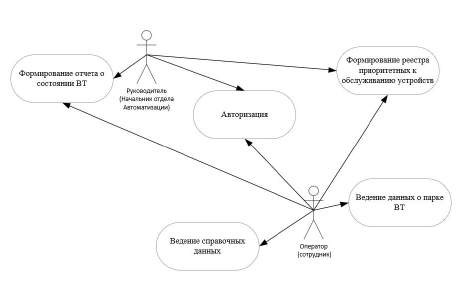 Формирование отчета о
состоянии ВТ
Руководитель
(Начальник отдела
Автоматизации)
Формирование реестра
приоритетных к
обслуживанию устройств
Авторизация
Ведение данных о парке
ВТ
Оператор
(сотрудник)
Ведение справочных
данных